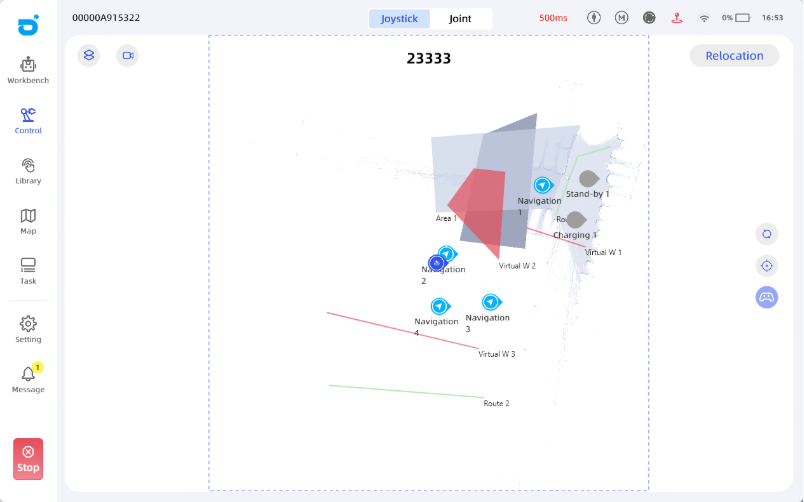 00000A915322
Joystick
Joint
500ms
M
0%
16:53
Workbench
Control
Library
Map
Task
Setting
1
Message
Stop
23333
Relocation
Navigation
1
Stand-by 1
Area 1
Charging 1
Virtual W 1
Virtual W 2
Navigation
2
Navigation
4
Navigation
3
Virtual W 3
Route 2